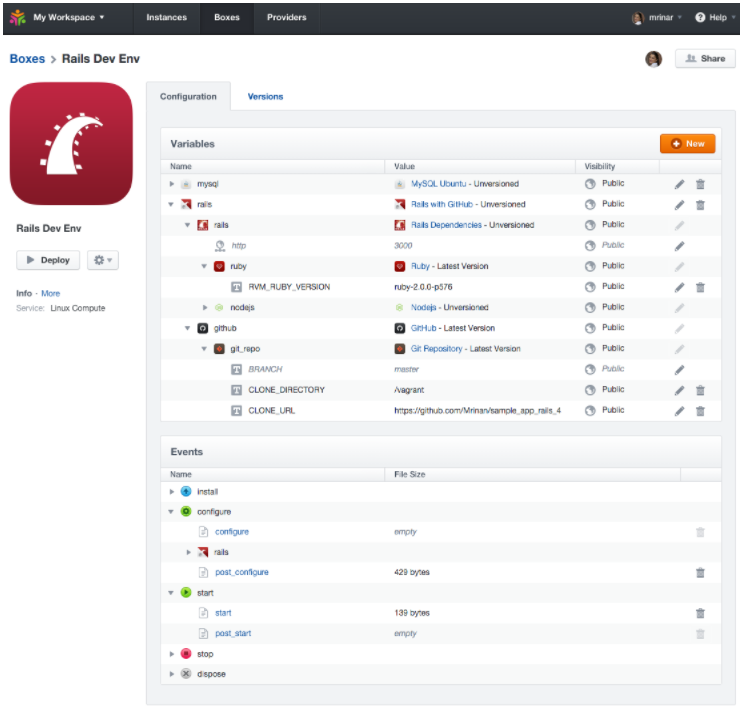 My Workspace Instances Boxes Providers mrinar Help
Boxes > Rails Dev Env Share
Configuration Versions
Variables New
Name Value Visibility
mysql MySQL Ubuntu - Unversioned Public
rails Rails with GitHub - Unversioned Public
rails Rails Dependencies - Unversioned Public
http 3000 Public
ruby Ruby - Latest Version Public
RVM_RUBY_VERSION ruby-2.0.0-p576 Public
nodejs Nodejs - Unversioned Public
github GitHub - Latest Version Public
git_repo Git Repository - Latest Version Public
BRANCH master Public
CLONE_DIRECTORY /vagrant Public
CLONE_URL https://github.com/Mrinan/sample_app_rails_4 Public
Rails Dev Env
Deploy
Info - More
Service: Linux Compute
Events
Name File Size
install
configure
configure empty
rails
post_configure 429 bytes
start
start 139 bytes
post_start empty
stop
dispose